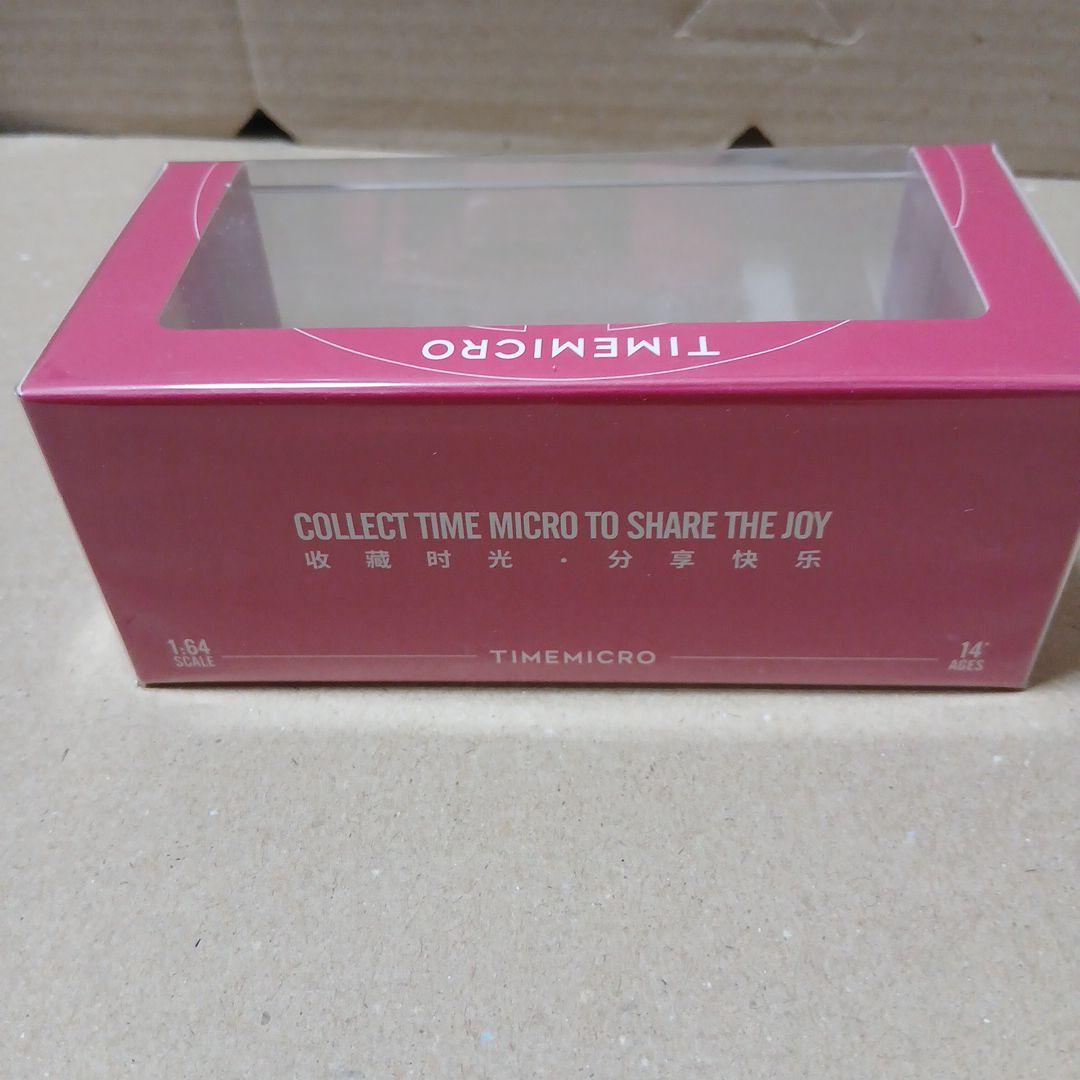 TIMEMICRO
COLLECT TIME MICRO TO SHARE THE JOY
收藏时光·分享快乐
1:64
SCALE
TIMEMICRO
14+
AGES